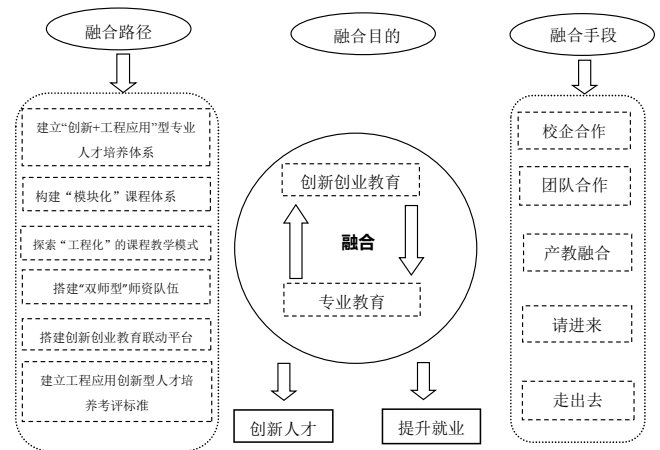 融合路径
融合目的
融合手段
建立“创新+工程应用”型专业
人才培养体系
构建“模块化”课程体系
探索“工程化”的课程教学模式
搭建“双师型”师资队伍
搭建创新创业教育联动平台
建立工程应用创新型人才培
养考评标准
创新创业教育
融合
专业教育
创新人才
提升就业
校企合作
团队合作
产教融合
请进来
走出去